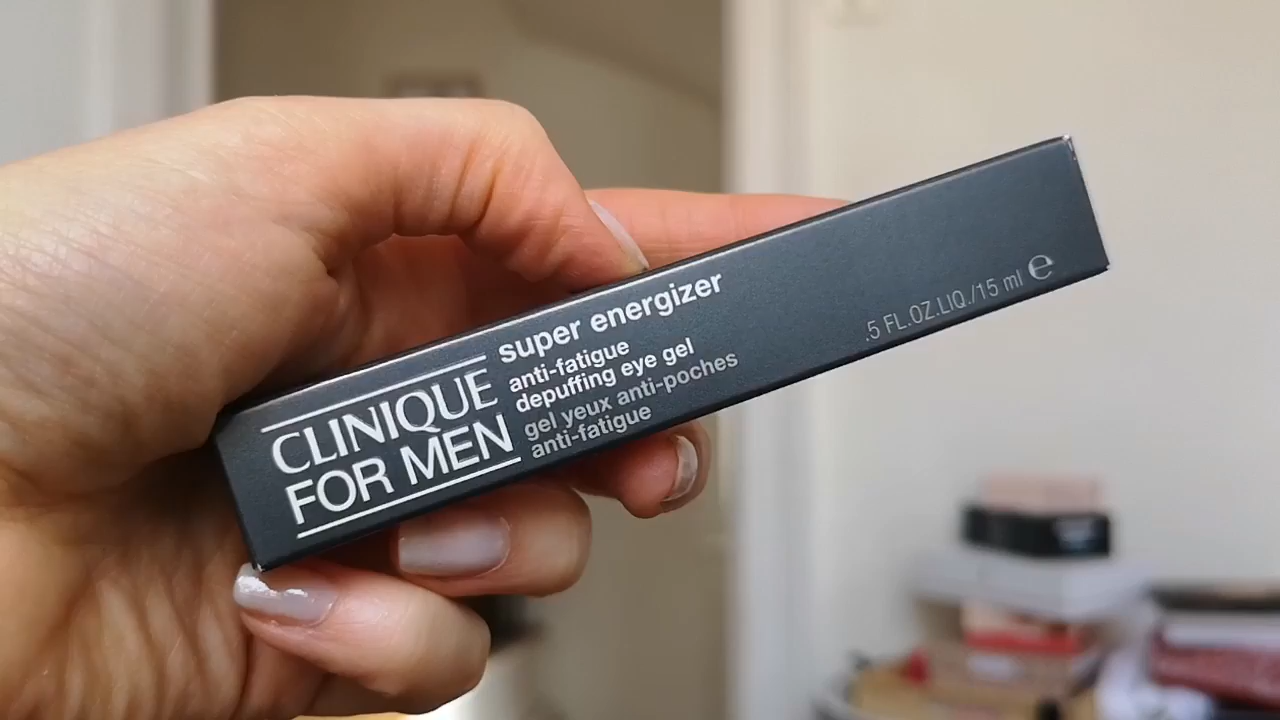 CLINIQUE
FOR MEN
super energizer
anti-fatigue
depuffing eye gel
gel yeux anti-poches
anti-fatigue
.5 FL.OZ.LIQ./15 ml ℮